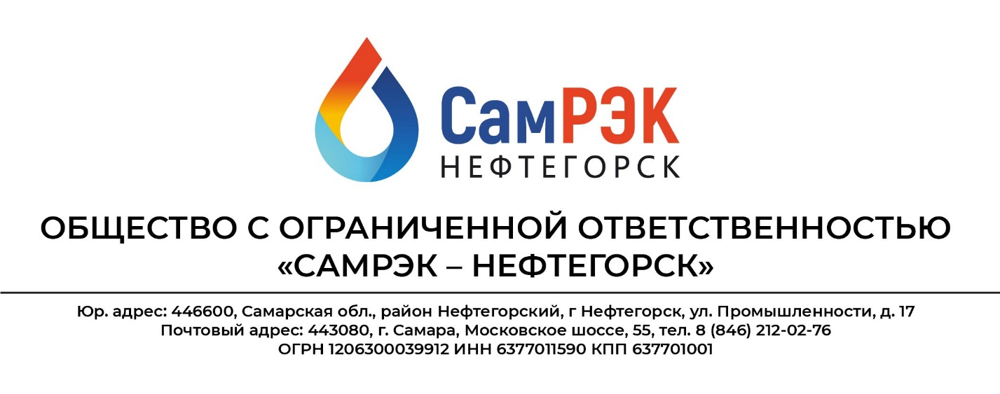 СамРЭК
НЕФТЕГОРСК
ОБЩЕСТВО С ОГРАНИЧЕННОЙ ОТВЕТСТВЕННОСТЬЮ
«САМРЭК – НЕФТЕГОРСК»
Юр. адрес: 446600, Самарская обл., район Нефтегорский, г Нефтегорск, ул. Промышленности, д. 17
Почтовый адрес: 443080, г. Самара, Московское шоссе, 55, тел. 8 (846) 212-02-76
ОГРН 1206300039912 ИНН 6377011590 КПП 637701001